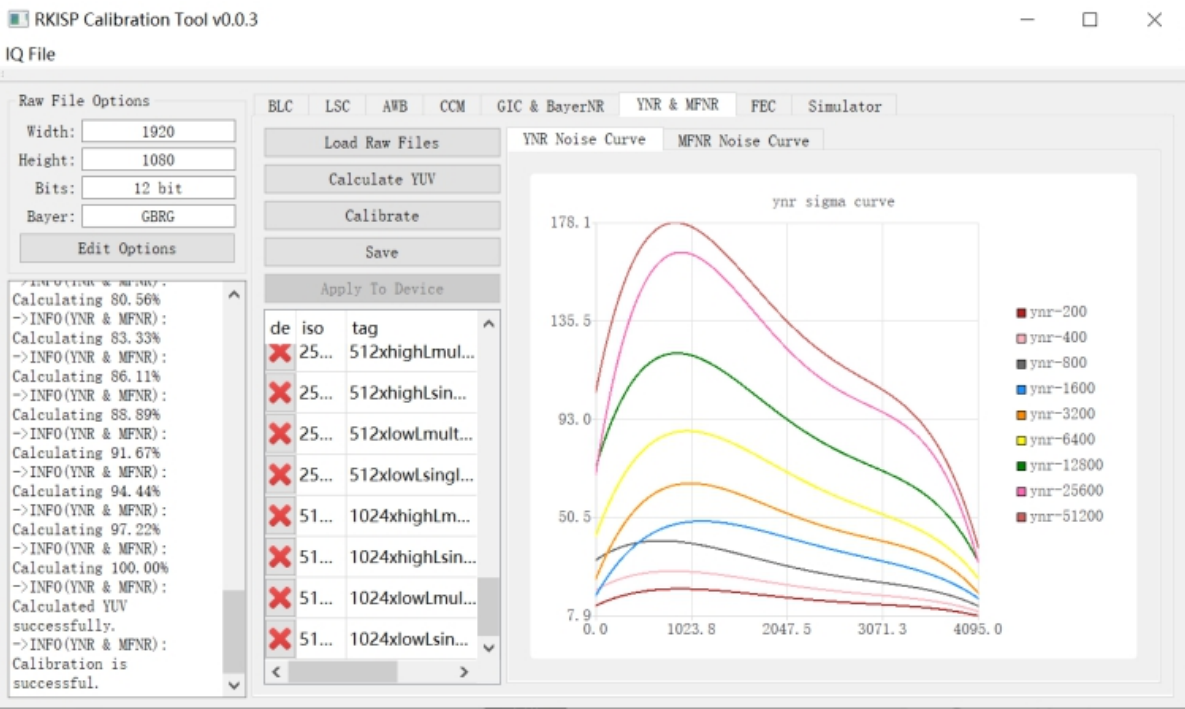 RKISP Calibration Tool v0.0.3
IQ File
Raw File Options
Width: 1920
Height: 1080
Bits: 12 bit
Bayer: GBRG
Edit Options
->INFO(YNR & MFNR):
Calculating 80.56%
->INFO(YNR & MFNR):
Calculating 83.33%
->INFO(YNR & MFNR):
Calculating 86.11%
->INFO(YNR & MFNR):
Calculating 88.89%
->INFO(YNR & MFNR):
Calculating 91.67%
->INFO(YNR & MFNR):
Calculating 94.44%
->INFO(YNR & MFNR):
Calculating 97.22%
->INFO(YNR & MFNR):
Calculating 100.00%
->INFO(YNR & MFNR):
Calculated YUV
successfully.
->INFO(YNR & MFNR):
Calibration is
successful.
BLC LSC AWB CCM GIC & BayerNR YNR & MFNR FEC Simulator
Load Raw Files
Calculate YUV
Calibrate
Save
Apply To Device
de iso tag
25... 512xhighLmul...
25... 512xhighLsin...
25... 512xlowLmult...
25... 512xlowLsingl...
51... 1024xhighLm...
51... 1024xhighLsin...
51... 1024xlowLmul...
51... 1024xlowLsin...
YNR Noise Curve MFNR Noise Curve
ynr sigma curve
178.1
135.5
93.0
50.5
7.9
0.0 1023.8 2047.5 3071.3 4095.0
ynr-200
ynr-400
ynr-800
ynr-1600
ynr-3200
ynr-6400
ynr-12800
ynr-25600
ynr-51200